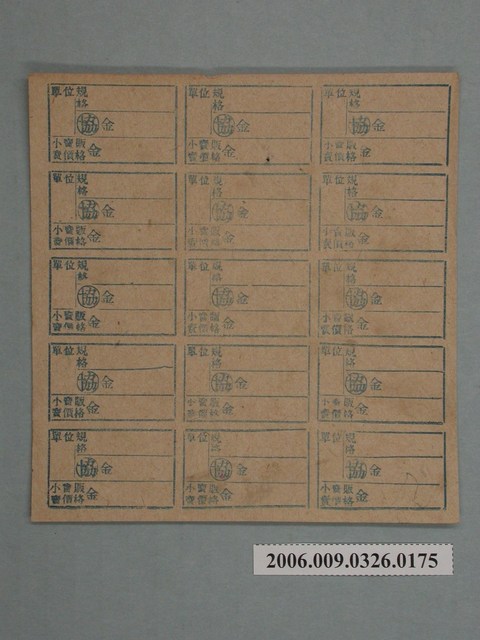 單位 規格
協 金
小賣販
賣價格 金
單位 規格
協 金
小賣販
賣價格 金
單位 規格
協 金
小賣販
賣價格 金
單位 規格
協 金
小賣販
賣價格 金
單位 規格
協 金
小賣販
賣價格 金
單位 規格
協 金
小賣販
賣價格 金
單位 規格
協 金
小賣販
賣價格 金
單位 規格
協 金
小賣販
賣價格 金
單位 規格
協 金
小賣販
賣價格 金
單位 規格
協 金
小賣販
賣價格 金
單位 規格
協 金
小賣販
賣價格 金
單位 規格
協 金
小賣販
賣價格 金
單位 規格
協 金
小賣販
賣價格 金
單位 規格
協 金
小賣販
賣價格 金
單位 規格
協 金
小賣販
賣價格 金
2006.009.0326.0175